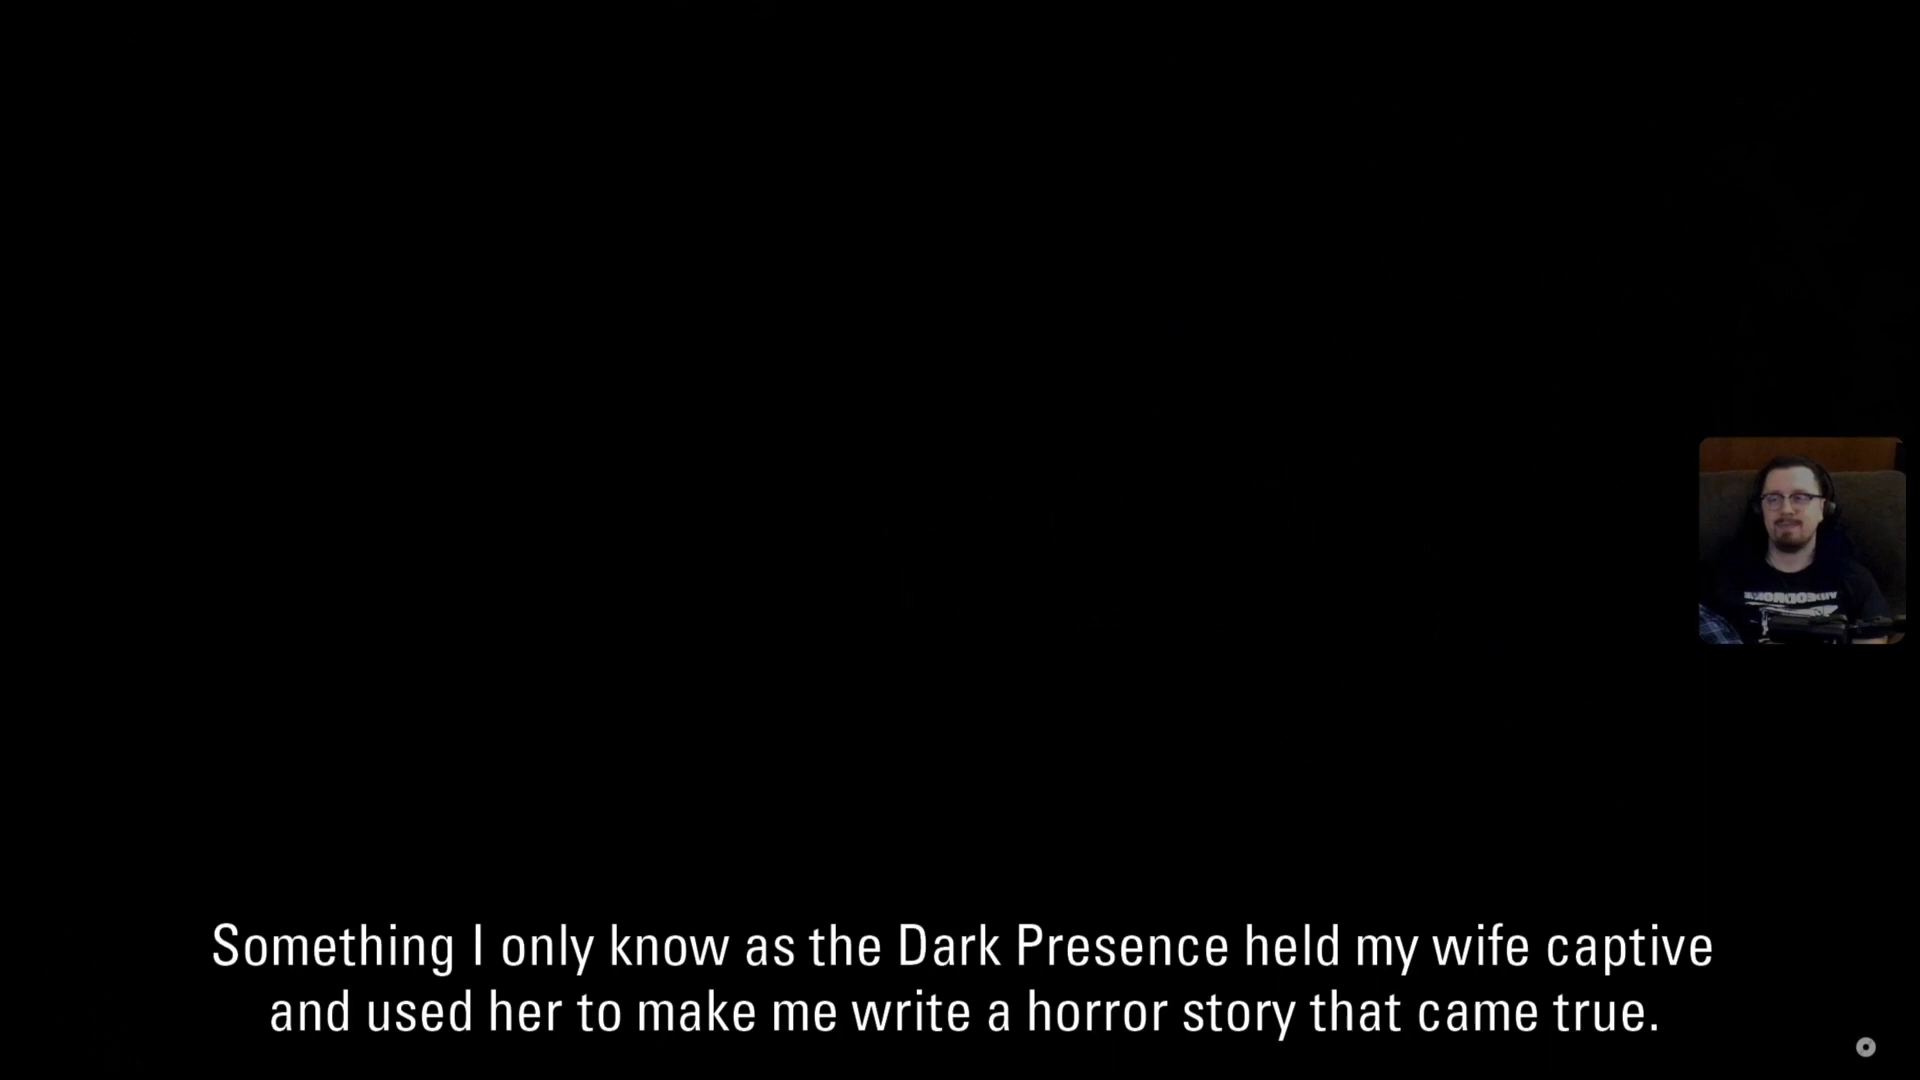 Something I only know as the Dark Presence held my wife captive
and used her to make me write a horror story that came true.